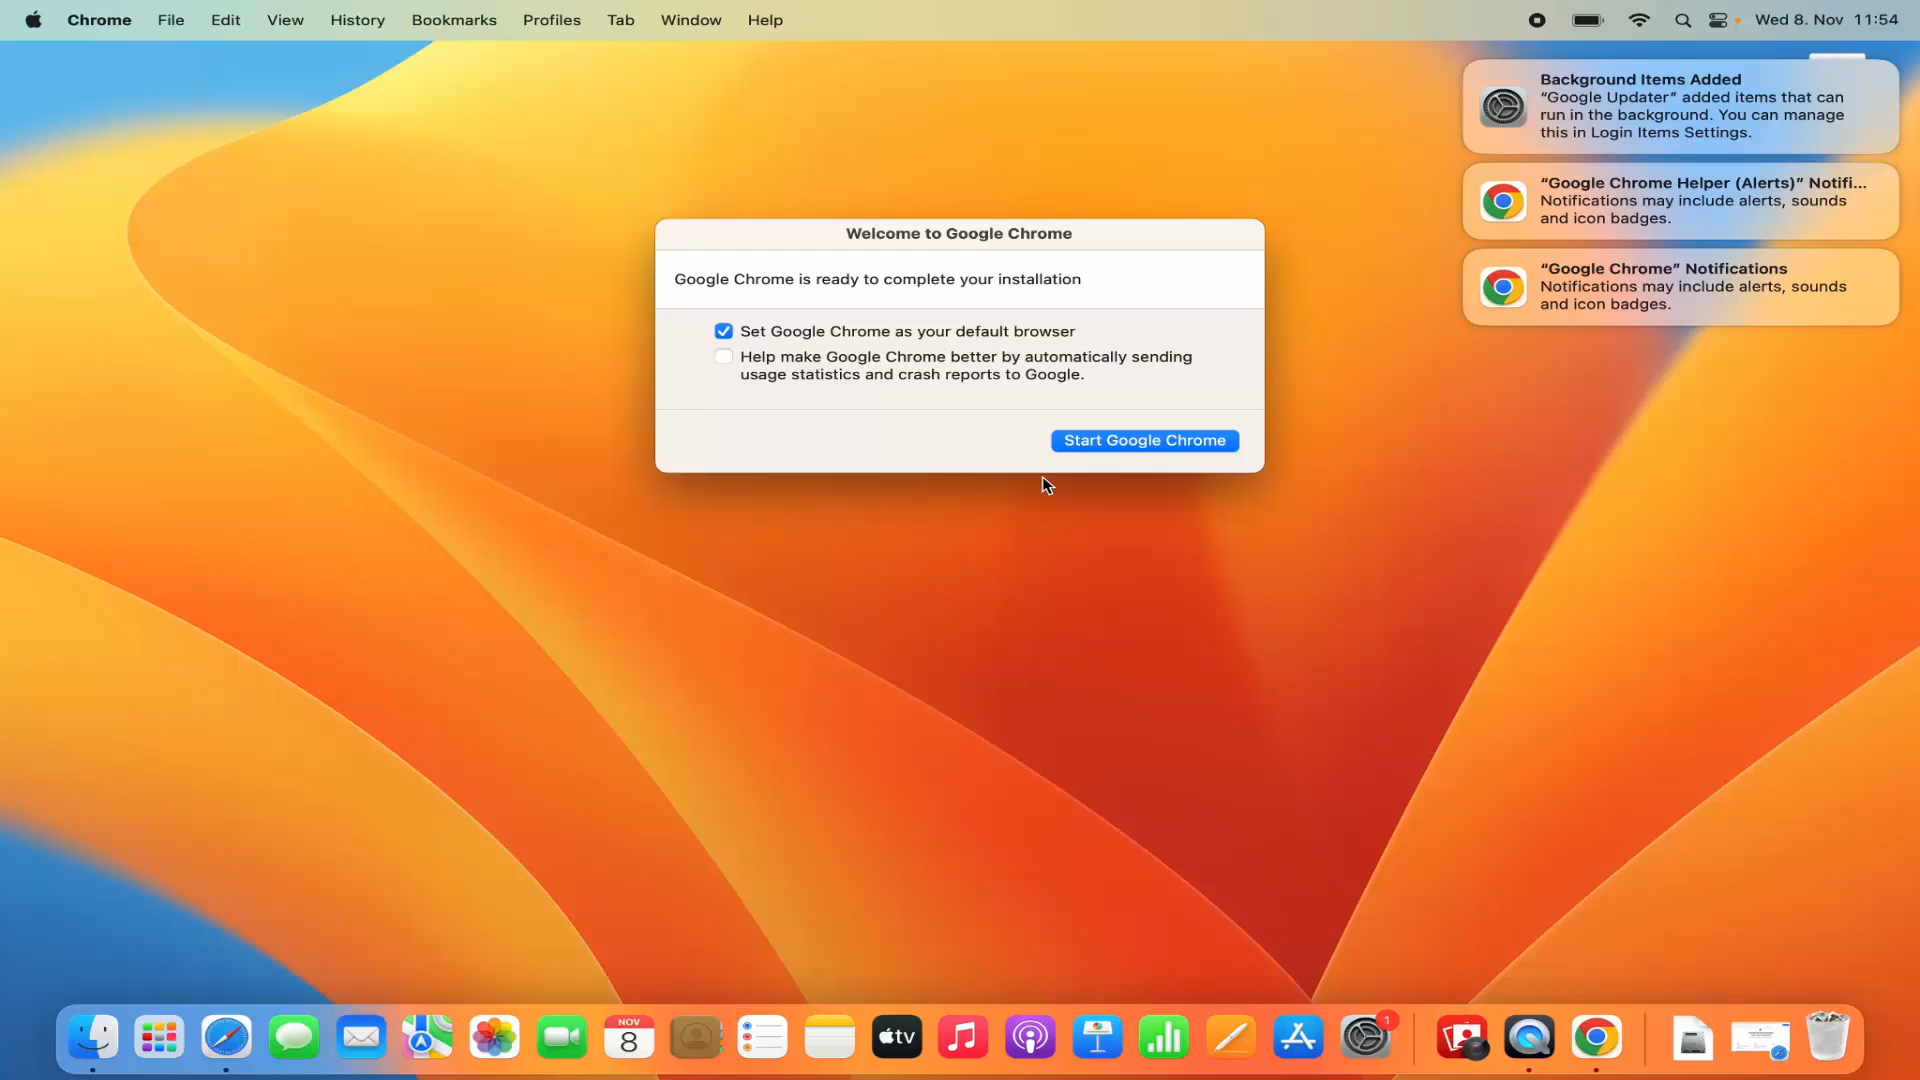 Chrome File Edit View History Bookmarks Profiles Tab Window Help Wed 8. Nov 11:54
Background Items Added
“Google Updater” added items that can
run in the background. You can manage
this in Login Items Settings.
“Google Chrome Helper (Alerts)” Notifi...
Notifications may include alerts, sounds
and icon badges.
“Google Chrome” Notifications
Notifications may include alerts, sounds
and icon badges.
Welcome to Google Chrome
Google Chrome is ready to complete your installation
Set Google Chrome as your default browser
Help make Google Chrome better by automatically sending
usage statistics and crash reports to Google.
Start Google Chrome
NOV
8
tv
1